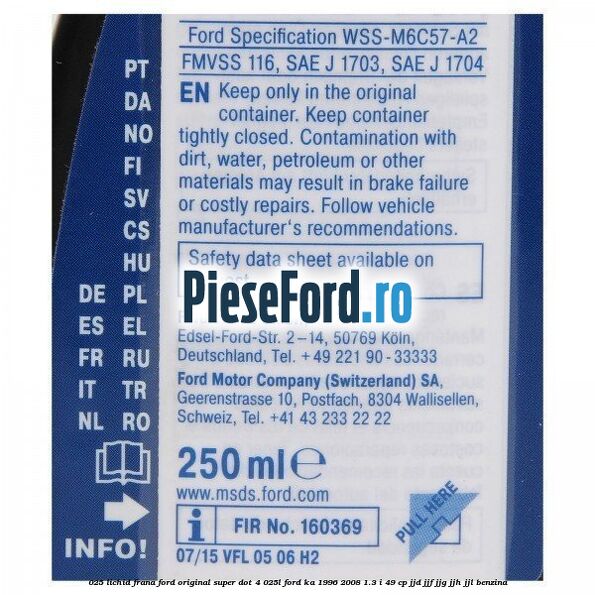 Ford Specification WSS-M6C57-A2
FMVSS 116, SAE J 1703, SAE J 1704
EN Keep only in the original
container. Keep container
tightly closed. Contamination with
dirt, water, petroleum or other
materials may result in brake failure
or costly repairs. Follow vehicle
manufacturer's recommendations.
Safety data sheet available on
PieseFord.ro
Edsel-Ford-Str. 2–14, 50769 Köln,
Deutschland, Tel. +49 221 90-33333
Ford Motor Company (Switzerland) SA,
Geerenstrasse 10, Postfach, 8304 Wallisellen,
Schweiz, Tel. +41 43 233 22 22
250 ml e
www.msds.ford.com
i FIR No. 160369
07/15 VFL 05 06 H2
PULL HERE
PT
DA
NO
FI
SV
CS
HU
DE PL
ES EL
FR RU
IT TR
NL RO
INFO!
025 lichid frana ford original super dot 4 025l ford ka 1996 2008 1.3 i 49 cp jjd jjf jjg jjh jjl benzina